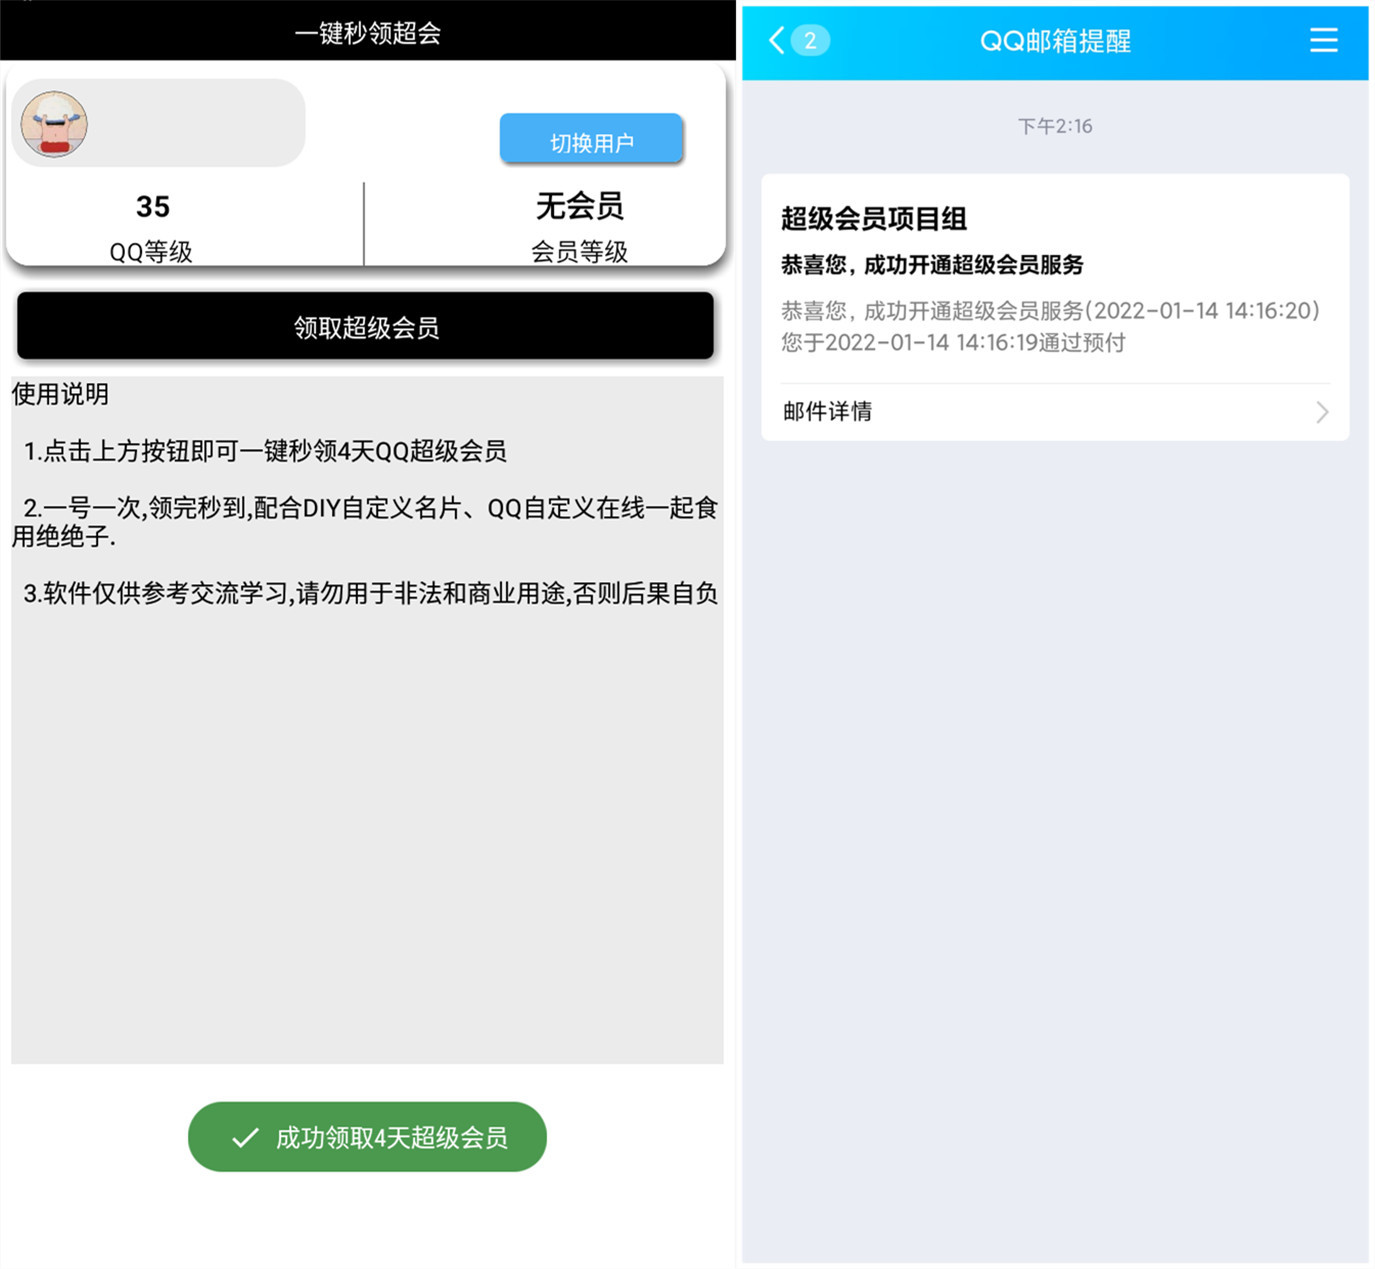 一键秒领超会
切换用户
35
无会员
QQ等级
会员等级
领取超级会员
使用说明
1.点击上方按钮即可一键秒领4天QQ超级会员
2.一号一次,领完秒到,配合DIY自定义名片、QQ自定义在线一起食
用绝绝子.
3.软件仅供参考交流学习,请勿用于非法和商业用途,否则后果自负
成功领取4天超级会员
2
QQ邮箱提醒
下午2:16
超级会员项目组
恭喜您，成功开通超级会员服务
恭喜您，成功开通超级会员服务(2022-01-14 14:16:20)
您于2022-01-14 14:16:19通过预付
邮件详情